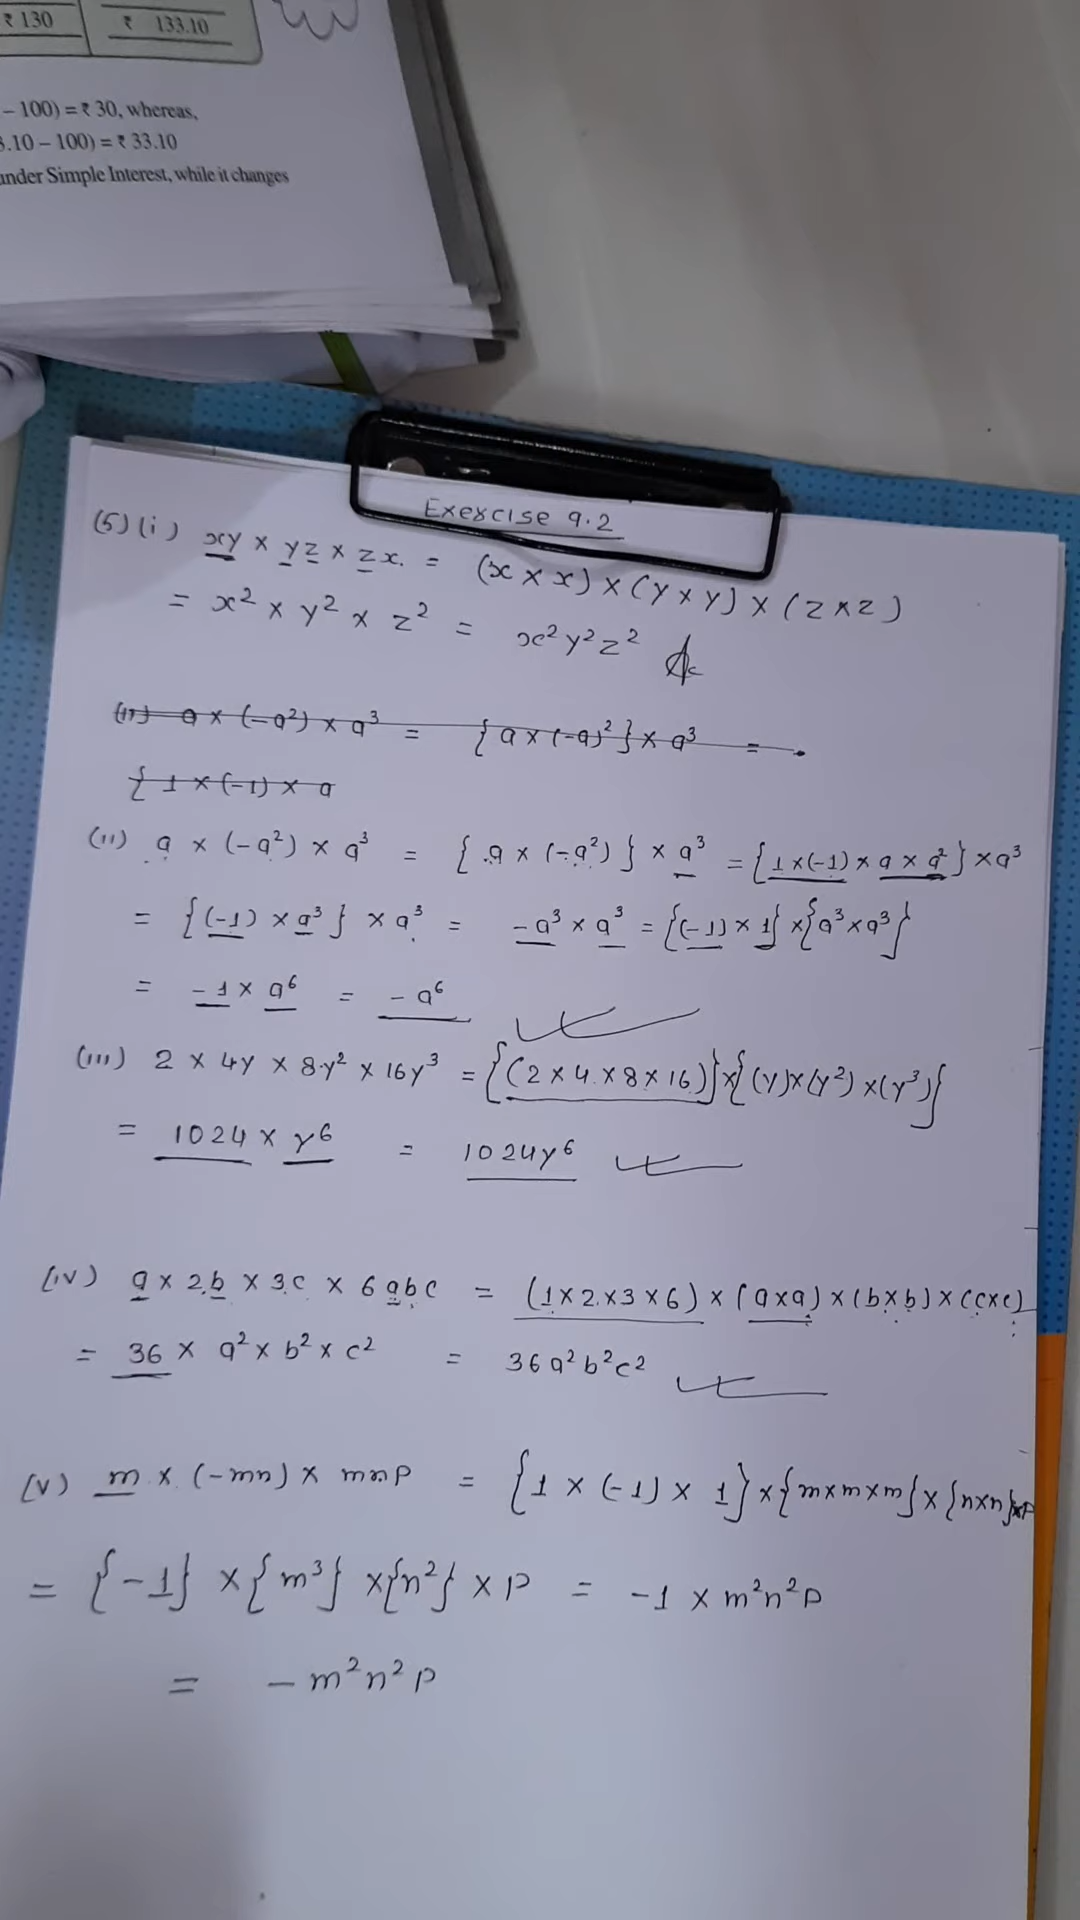 ₹ 130 ₹ 133.10
– 100) = ₹ 30, whereas,
3.10 – 100) = ₹ 33.10
under Simple Interest, while it changes
Exercise 9.2
(5) (i) xy × yz × zx. = (x × x) × (y × y) × (z × z)
= x² × y² × z² = x²y²z²
(ii) a × (-a²) × a³ = {a × (-a)²} × a³ =
{1 × (-1) × a
(ii) a × (-a²) × a³ = {a × (-a²)} × a³ = {1 × (-1) × a × a²} × a³
= {(-1) × a³} × a³ = -a³ × a³ = {(-1) × 1} × {a³ × a³}
= -1 × a⁶ = -a⁶
(iii) 2 × 4y × 8y² × 16y³ = {(2 × 4 × 8 × 16)} × {(y) × (y²) × (y³)}
= 1024 × y⁶ = 1024y⁶
(iv) a × 2b × 3c × 6abc = (1 × 2 × 3 × 6) × (a × a) × (b × b) × (c × c)
= 36 × a² × b² × c² = 36a²b²c²
(v) m × (-mn) × mnp = {1 × (-1) × 1} × {m × m × m} × {n × n} × p
= {-1} × {m³} × {n²} × p = -1 × m²n²p
= -m²n²p